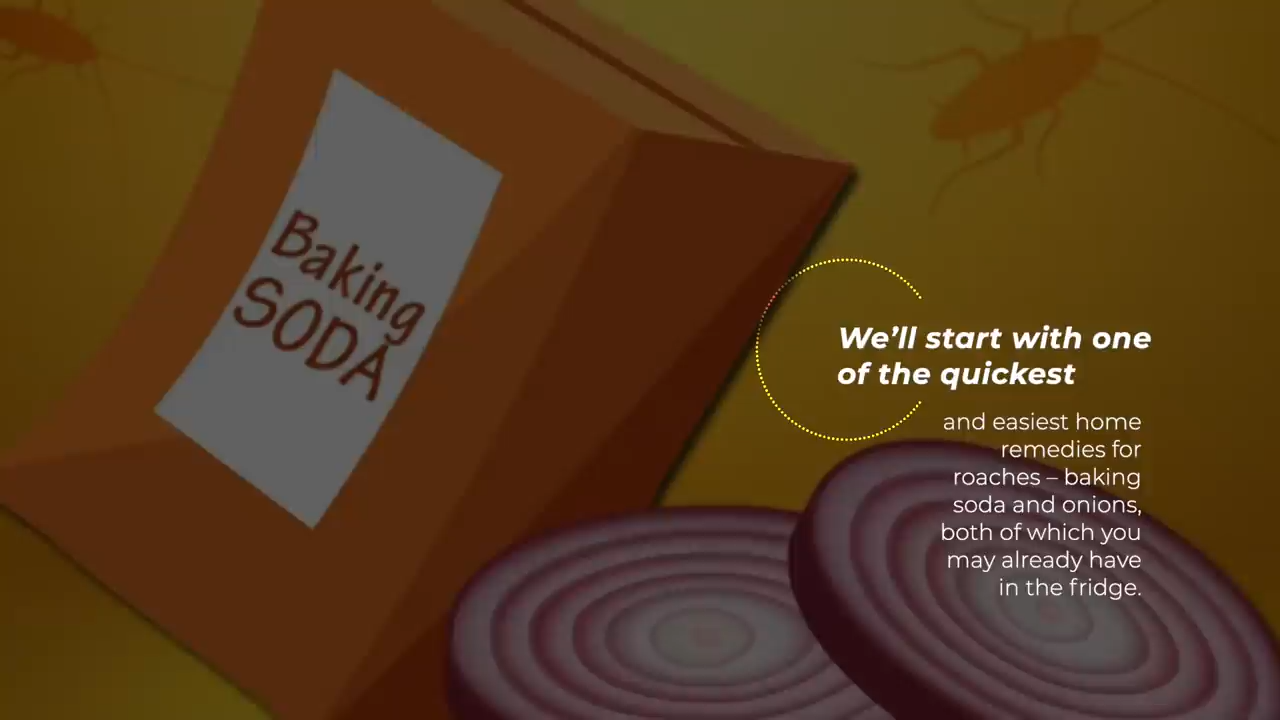 Baking
SODA
We’ll start with one
of the quickest
and easiest home
remedies for
roaches – baking
soda and onions,
both of which you
may already have
in the fridge.